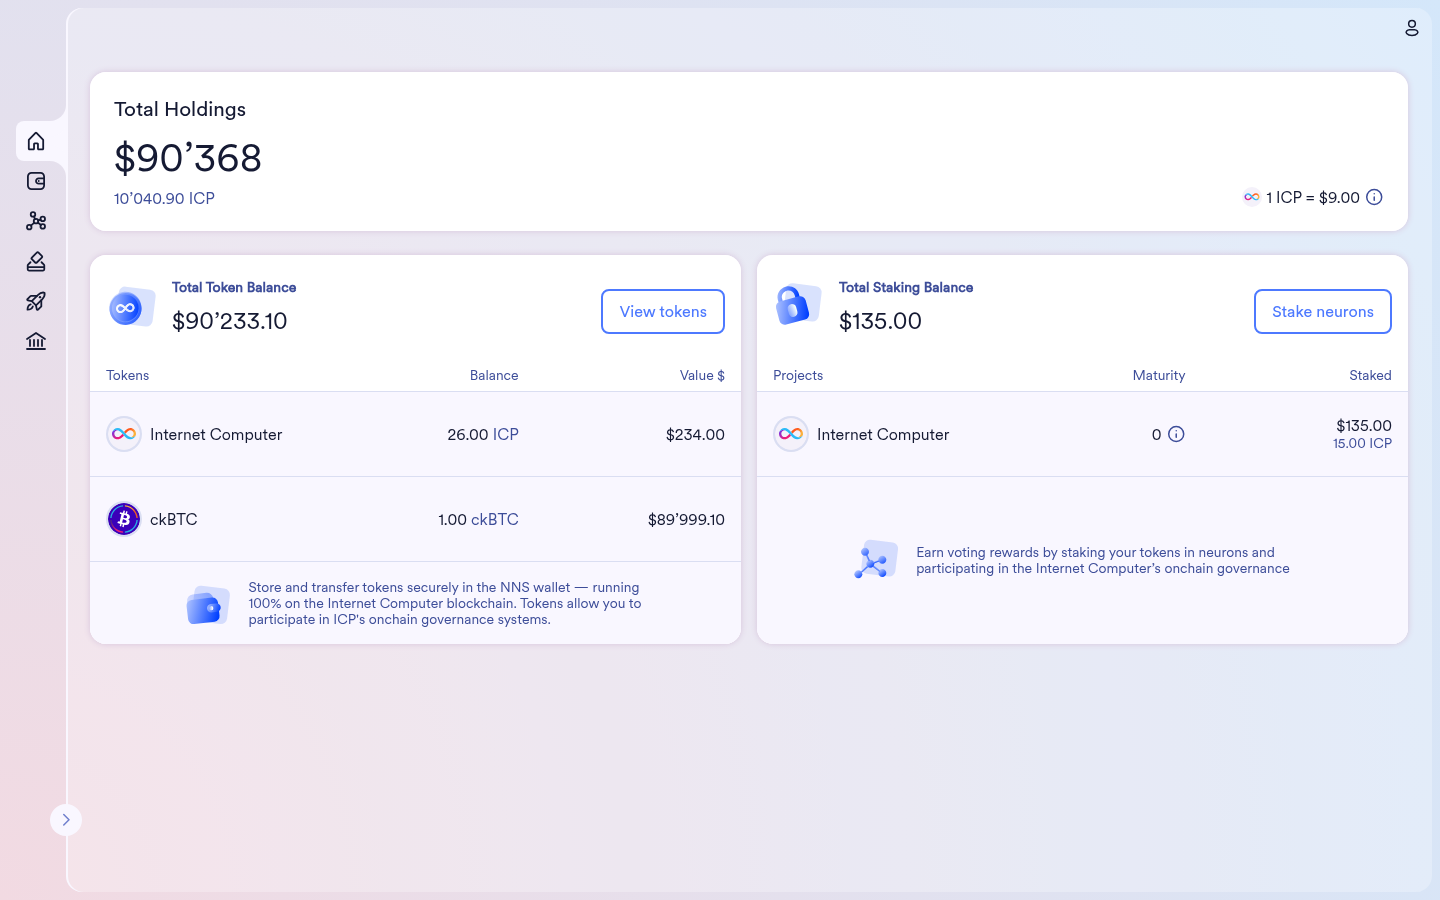 Total Holdings
$90’368
10’040.90 ICP
1 ICP = $9.00
Total Token Balance
$90’233.10
View tokens
Tokens Balance Value $
Internet Computer 26.00 ICP $234.00
ckBTC 1.00 ckBTC $89’999.10
Store and transfer tokens securely in the NNS wallet — running
100% on the Internet Computer blockchain. Tokens allow you to
participate in ICP's onchain governance systems.
Total Staking Balance
$135.00
Stake neurons
Projects Maturity Staked
Internet Computer 0 $135.00
15.00 ICP
Earn voting rewards by staking your tokens in neurons and
participating in the Internet Computer’s onchain governance